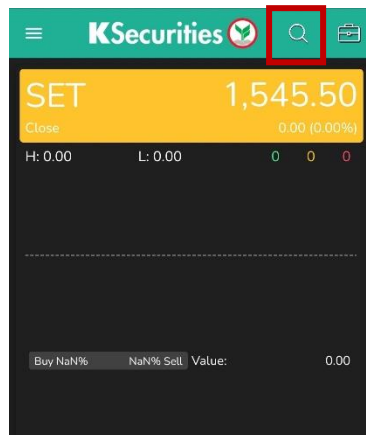 KSecurities
SET 1,545.50
Close 0.00 (0.00%)
H: 0.00 L: 0.00 0 0 0
Buy NaN% NaN% Sell Value: 0.00